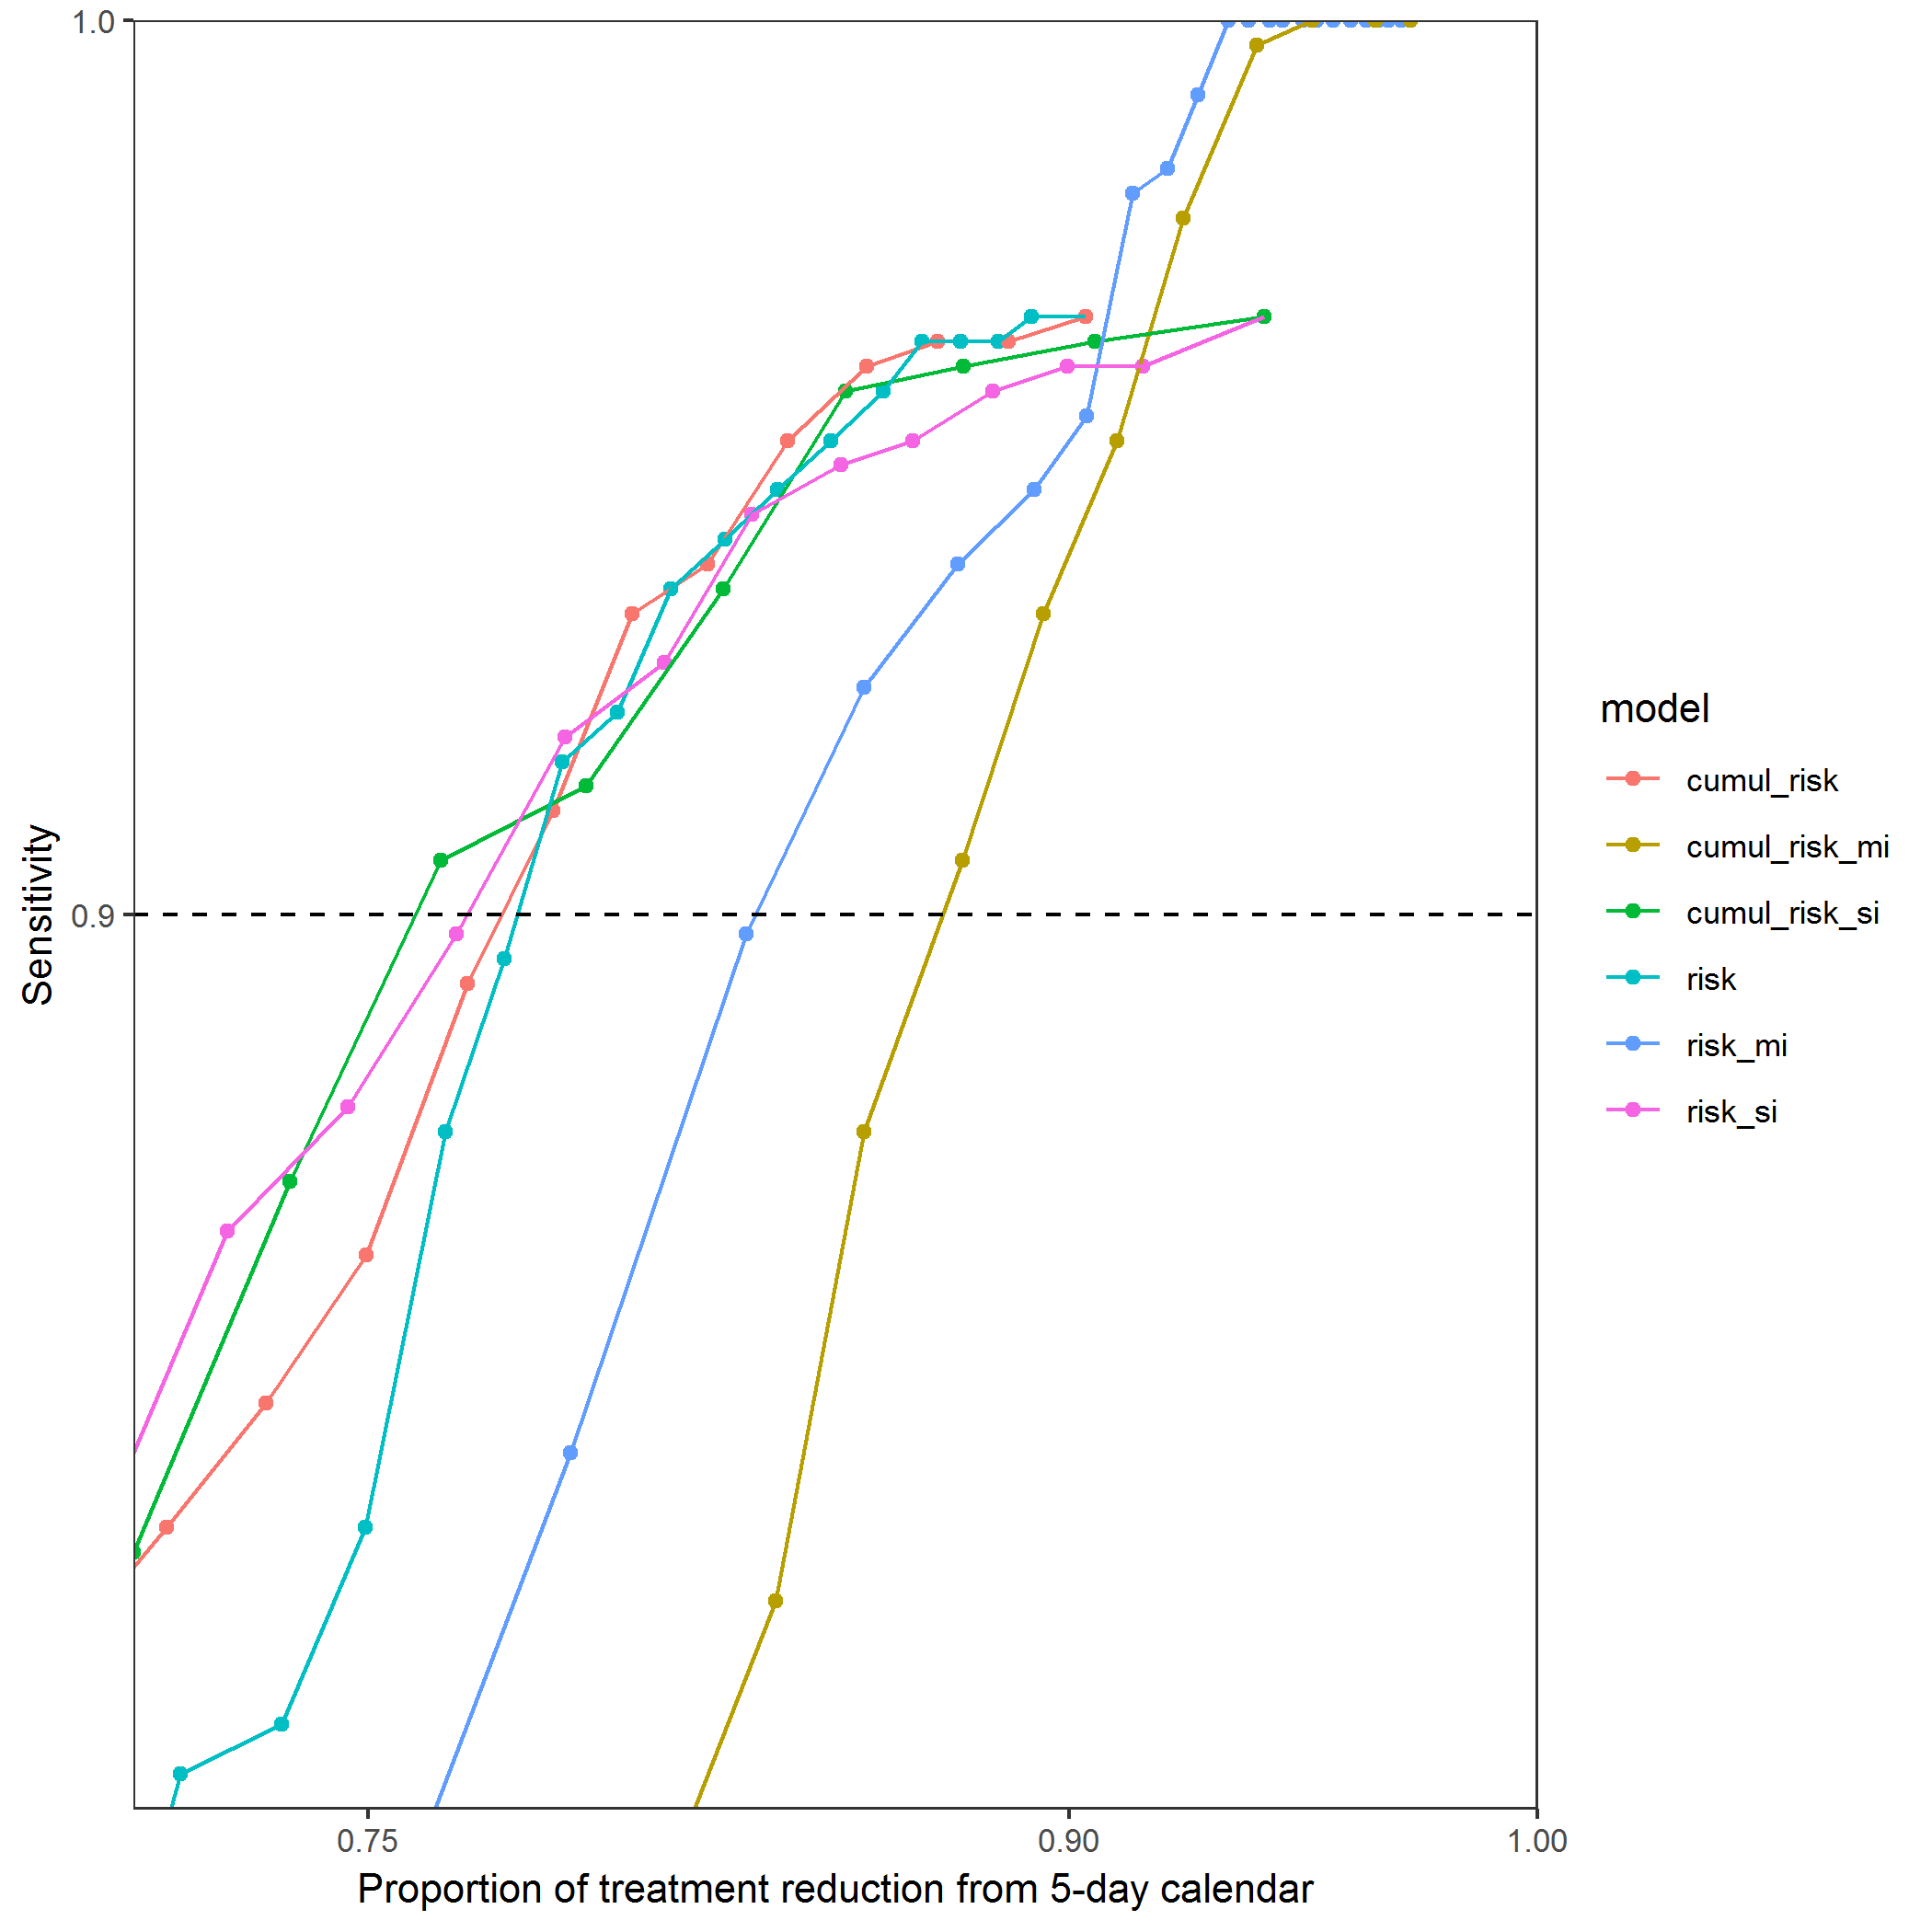 1.0
0.9
Sensitivity
0.75
0.90
1.00
Proportion of treatment reduction from 5-day calendar
model
cumul_risk
cumul_risk_mi
cumul_risk_si
risk
risk_mi
risk_si